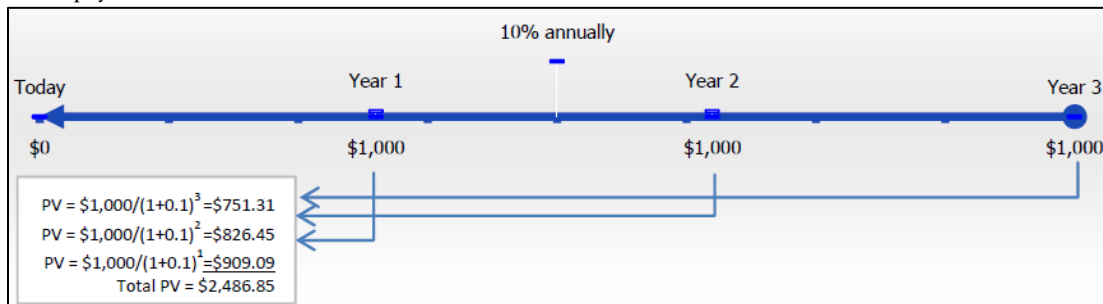 10% annually
Today Year 1 Year 2 Year 3
$0 $1,000 $1,000 $1,000
PV = $1,000/(1+0.1)³ =$751.31
PV = $1,000/(1+0.1)² =$826.45
PV = $1,000/(1+0.1)¹=$909.09
Total PV = $2,486.85